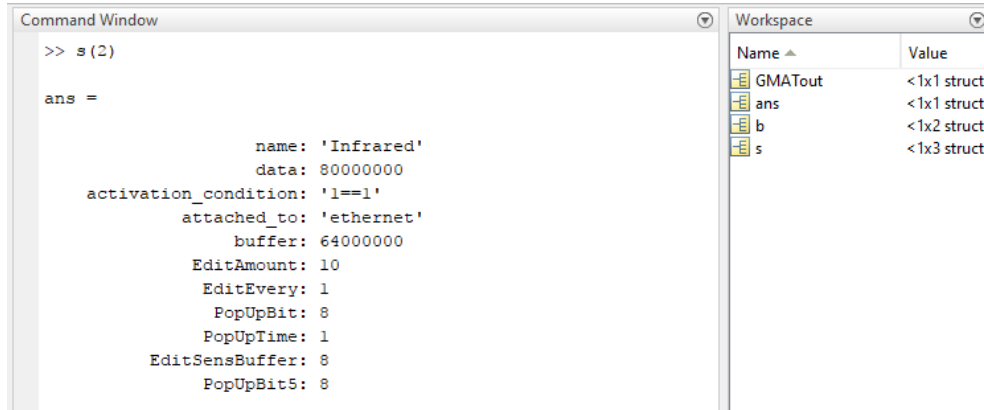 Command Window
>> s(2)
ans =
name: 'Infrared'
data: 80000000
activation_condition: '1==1'
attached_to: 'ethernet'
buffer: 64000000
EditAmount: 10
EditEvery: 1
PopUpBit: 8
PopUpTime: 1
EditSensBuffer: 8
PopUpBit5: 8
Workspace
Name Value
GMATout <1x1 struct
ans <1x1 struct
b <1x2 struct
s <1x3 struct